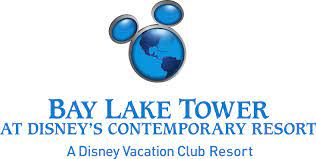 BAY LAKE TOWER
AT DISNEY'S CONTEMPORARY RESORT
A Disney Vacation Club Resort